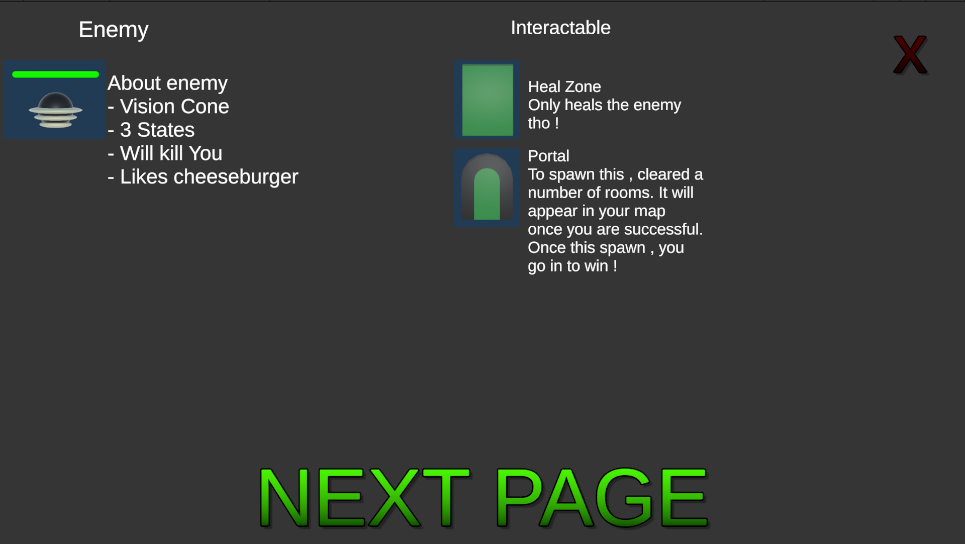 Enemy
About enemy
- Vision Cone
- 3 States
- Will kill You
- Likes cheeseburger
Interactable
Heal Zone
Only heals the enemy
tho !
Portal
To spawn this , cleared a
number of rooms. It will
appear in your map
once you are successful.
Once this spawn , you
go in to win !
X
NEXT PAGE